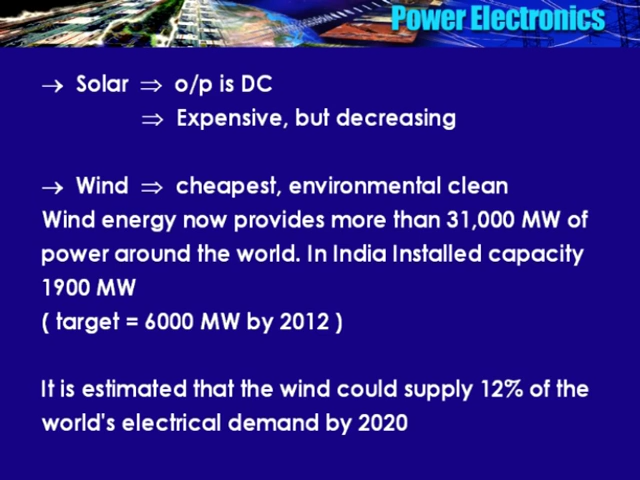 Power Electronics
→ Solar ⇒ o/p is DC
⇒ Expensive, but decreasing
→ Wind ⇒ cheapest, environmental clean
Wind energy now provides more than 31,000 MW of
power around the world. In India Installed capacity
1900 MW
( target = 6000 MW by 2012 )
It is estimated that the wind could supply 12% of the
world's electrical demand by 2020